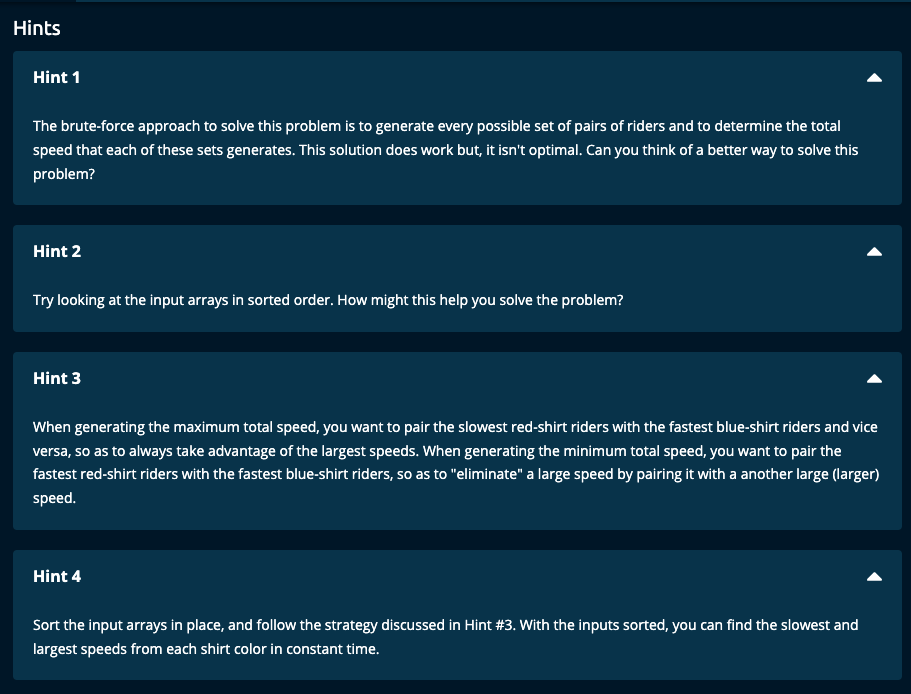 Hints
Hint 1
The brute-force approach to solve this problem is to generate every possible set of pairs of riders and to determine the total
speed that each of these sets generates. This solution does work but, it isn't optimal. Can you think of a better way to solve this
problem?
Hint 2
Try looking at the input arrays in sorted order. How might this help you solve the problem?
Hint 3
When generating the maximum total speed, you want to pair the slowest red-shirt riders with the fastest blue-shirt riders and vice
versa, so as to always take advantage of the largest speeds. When generating the minimum total speed, you want to pair the
fastest red-shirt riders with the fastest blue-shirt riders, so as to "eliminate" a large speed by pairing it with a another large (larger)
speed.
Hint 4
Sort the input arrays in place, and follow the strategy discussed in Hint #3. With the inputs sorted, you can find the slowest and
largest speeds from each shirt color in constant time.